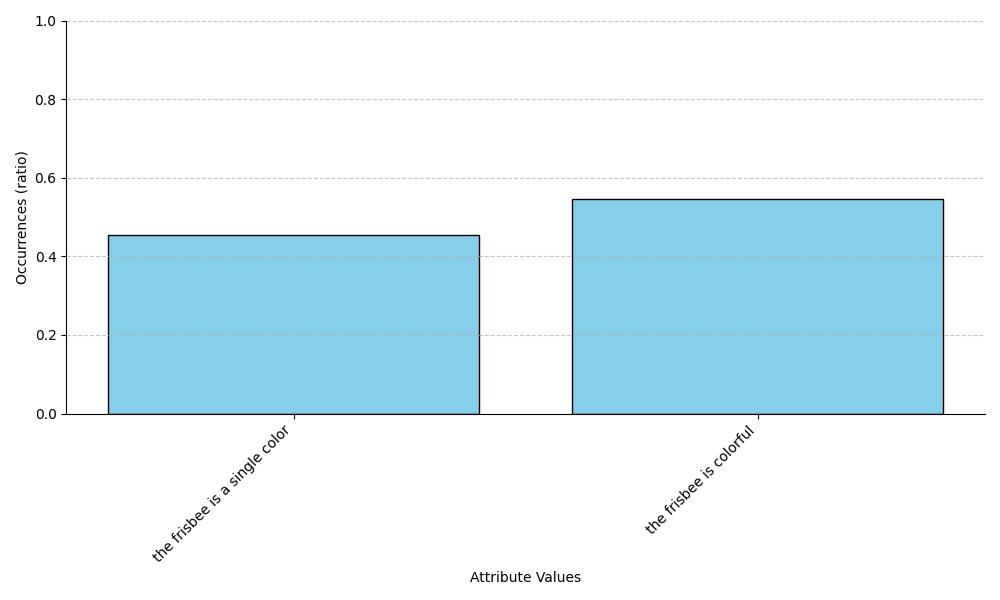 1.0
0.8
0.6
0.4
0.2
0.0
Occurrences (ratio)
the frisbee is a single color
the frisbee is colorful
Attribute Values